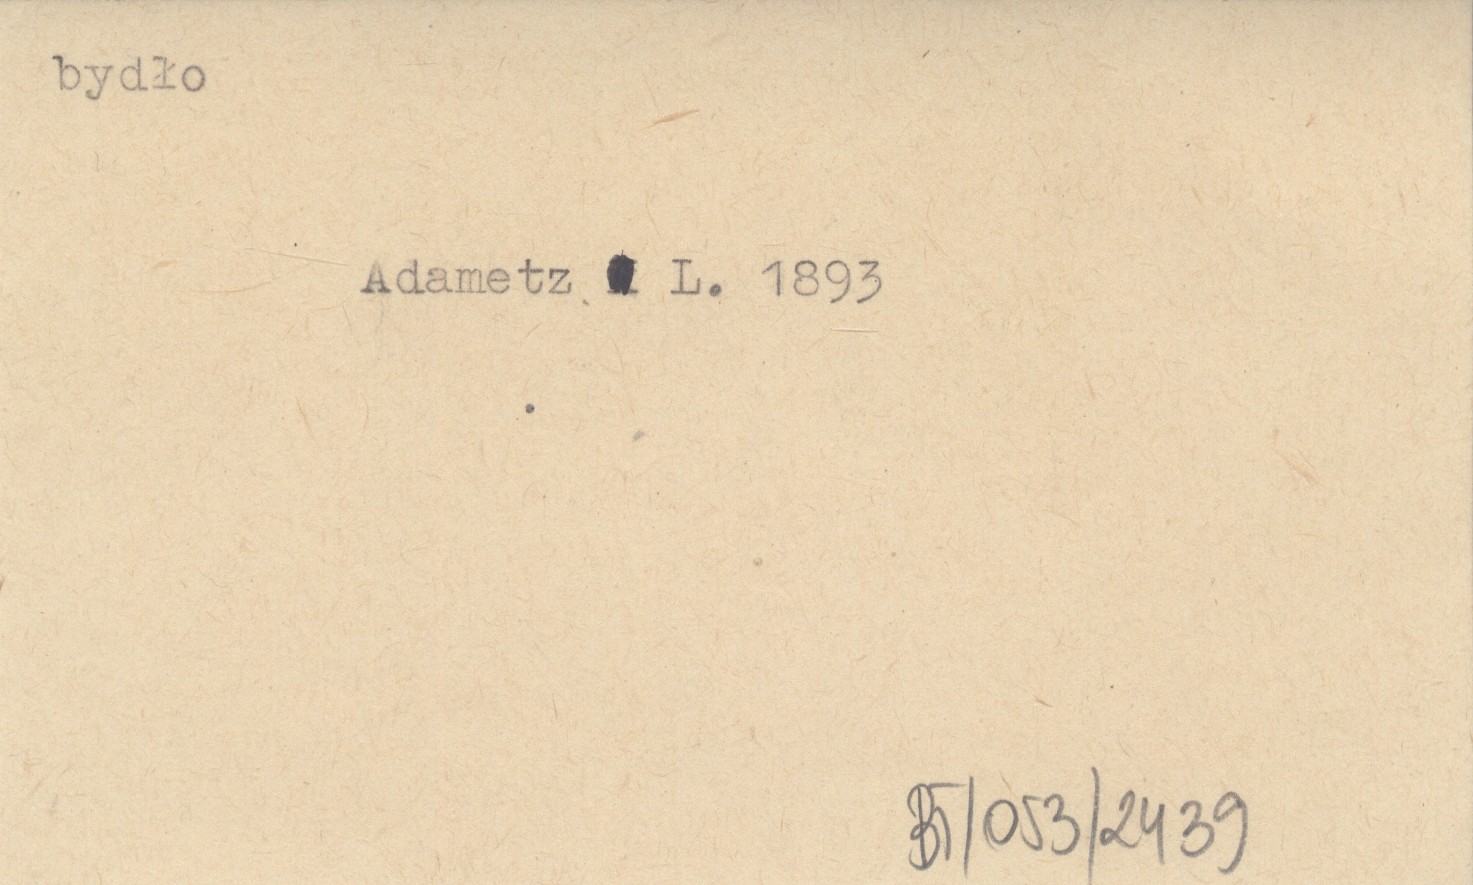 bydło
Adametz L. 1893
BT/053/2439